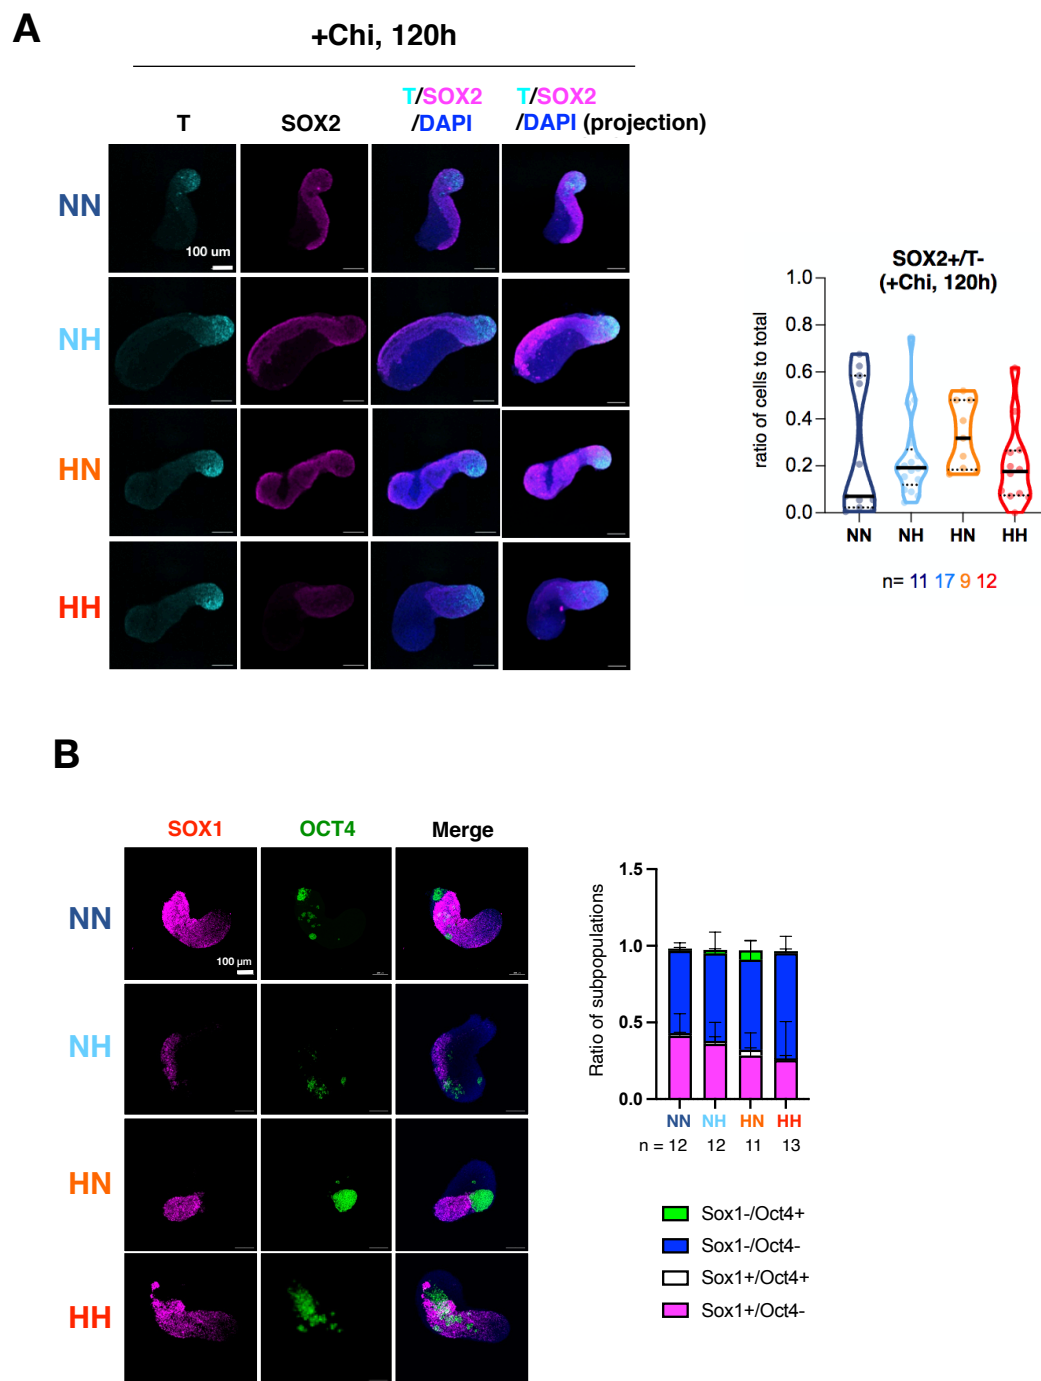 A
+Chi, 120h
T
SOX2
T/SOX2
/DAPI
T/SOX2
/DAPI (projection)
NN
100 um
NH
HN
HH
SOX2+/T-
(+Chi, 120h)
ratio of cells to total
1.0
0.8
0.6
0.4
0.2
0.0
NN NH HN HH
n= 11 17 9 12
B
SOX1
OCT4
Merge
NN
100 µm
NH
HN
HH
Ratio of subpopulations
1.5
1.0
0.5
0.0
NN NH HN HH
n = 12 12 11 13
Sox1-/Oct4+
Sox1-/Oct4-
Sox1+/Oct4+
Sox1+/Oct4-